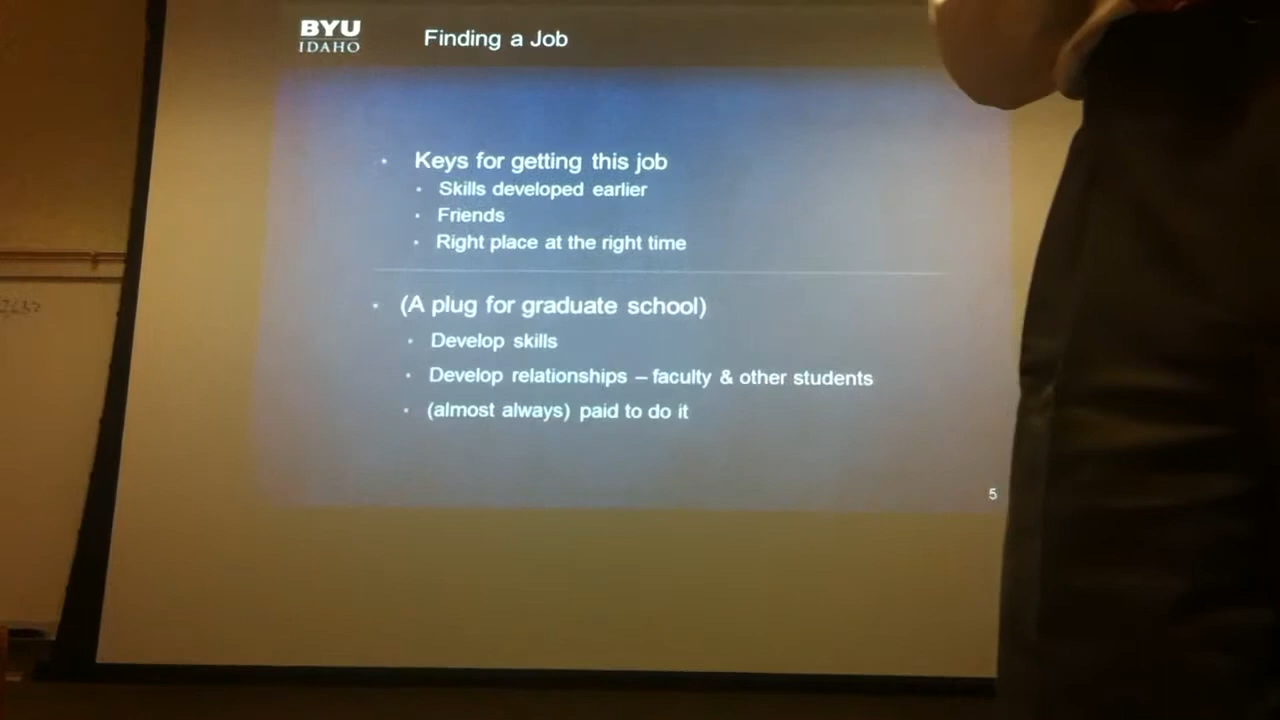 BYU
IDAHO
Finding a Job
• Keys for getting this job
• Skills developed earlier
• Friends
• Right place at the right time
• (A plug for graduate school)
• Develop skills
• Develop relationships – faculty & other students
• (almost always) paid to do it
5